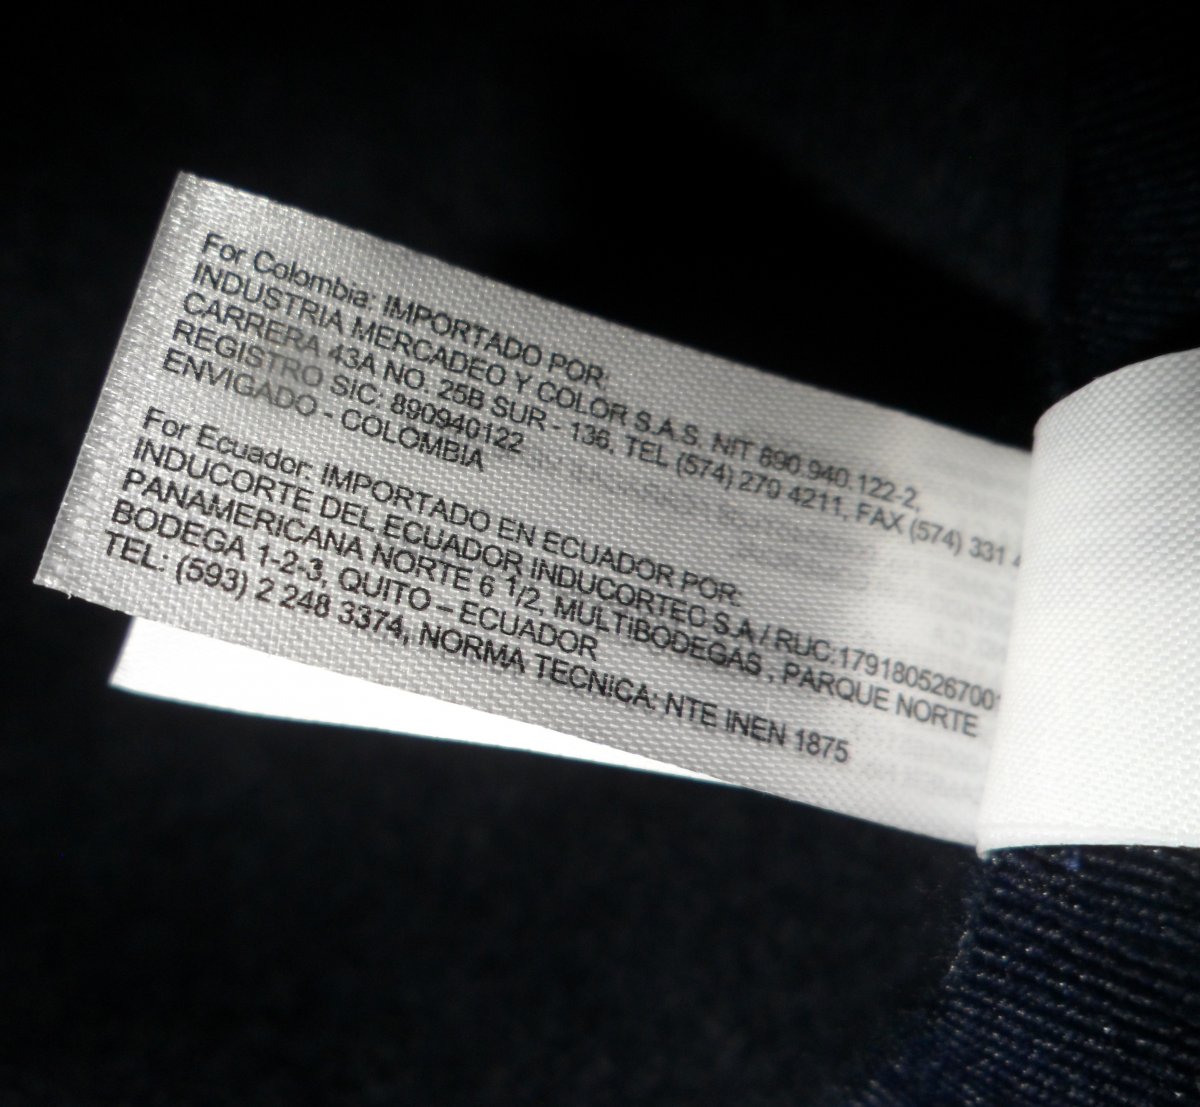 For Colombia: IMPORTADO POR:
INDUSTRIA MERCADEO Y COLOR S.A.S. NIT 890.940.122-2,
CARRERA 43A NO. 25B SUR - 136, TEL (574) 270 4211, FAX (574) 331
REGISTRO SIC: 890940122
ENVIGADO - COLOMBIA
For Ecuador: iMPORTADO EN ECUADOR POR:
INDUCORTE DEL ECUADOR iNDUCORTEC S.A / RUC:1791805267001
PANAMERiCANA NORTE 6 1/2, MULTiBODEGAS , PARQUE NORTE
BODEGA 1-2-3, QUITO – ECUADOR
TEL: (593) 2 248 3374, NORMA TECNiCA: NTE iNEN 1875